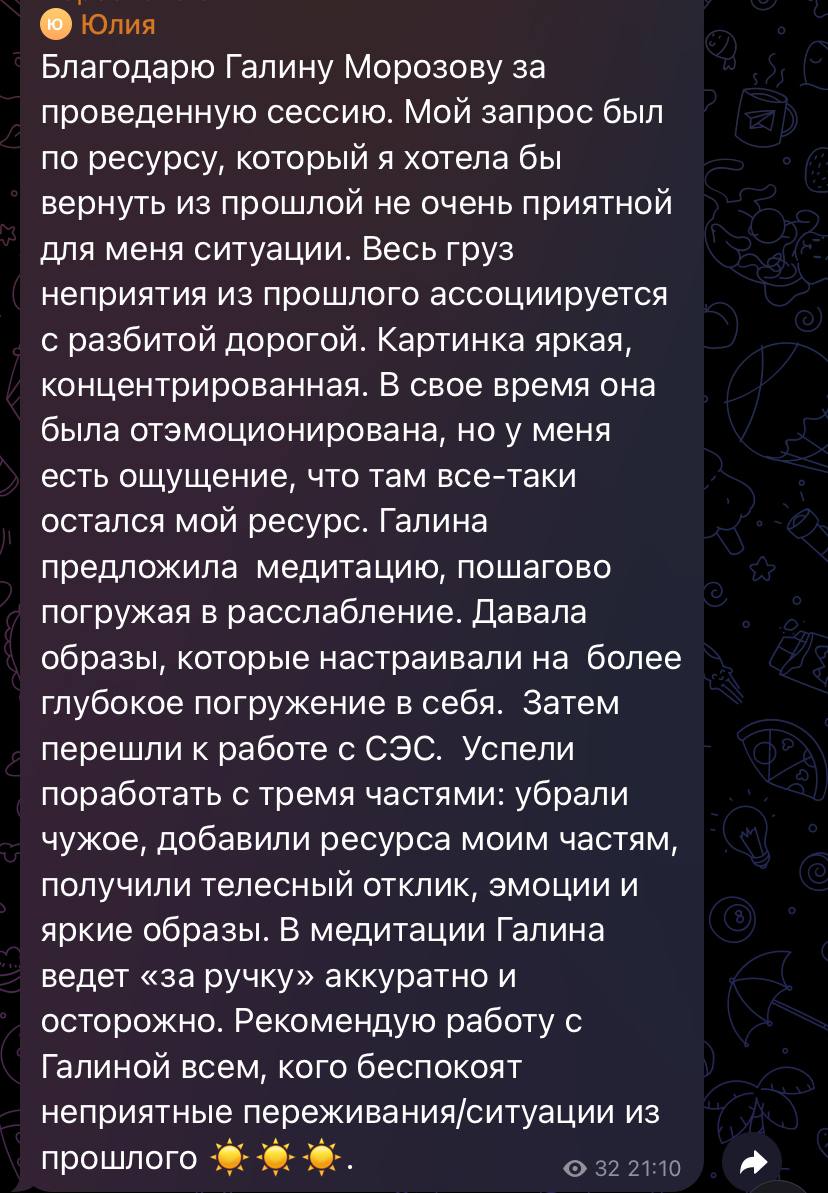 Ю Юлия
Благодарю Галину Морозову за
проведенную сессию. Мой запрос был
по ресурсу, который я хотела бы
вернуть из прошлой не очень приятной
для меня ситуации. Весь груз
неприятия из прошлого ассоциируется
с разбитой дорогой. Картинка яркая,
концентрированная. В свое время она
была отэмоционирована, но у меня
есть ощущение, что там все-таки
остался мой ресурс. Галина
предложила  медитацию, пошагово
погружая в расслабление. Давала
образы, которые настраивали на  более
глубокое погружение в себя.  Затем
перешли к работе с СЭС.  Успели
поработать с тремя частями: убрали
чужое, добавили ресурса моим частям,
получили телесный отклик, эмоции и
яркие образы. В медитации Галина
ведет «за ручку» аккуратно и
осторожно. Рекомендую работу с
Галиной всем, кого беспокоят
неприятные переживания/ситуации из
прошлого ☀️☀️☀️.
32 21:10